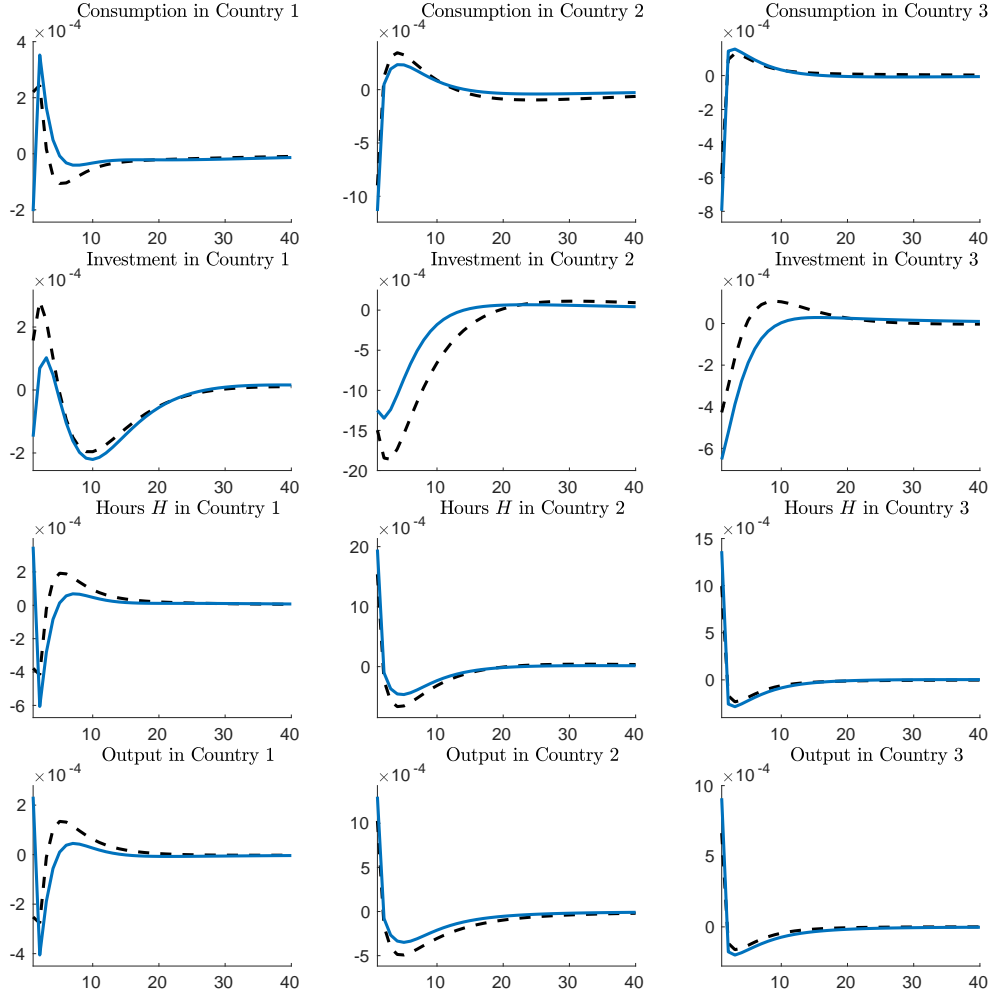 Consumption in Country 1
×10⁻⁴
4
2
0
-2
10 20 30 40
Consumption in Country 2
×10⁻⁴
0
-5
-10
10 20 30 40
Consumption in Country 3
×10⁻⁴
0
-2
-4
-6
-8
10 20 30 40
Investment in Country 1
×10⁻⁴
2
0
-2
10 20 30 40
Investment in Country 2
×10⁻⁴
0
-5
-10
-15
-20
10 20 30 40
Investment in Country 3
×10⁻⁴
0
-2
-4
-6
10 20 30 40
Hours H in Country 1
×10⁻⁴
2
0
-2
-4
-6
10 20 30 40
Hours H in Country 2
×10⁻⁴
20
10
0
10 20 30 40
Hours H in Country 3
×10⁻⁴
15
10
5
0
10 20 30 40
Output in Country 1
×10⁻⁴
2
0
-2
-4
10 20 30 40
Output in Country 2
×10⁻⁴
10
5
0
-5
10 20 30 40
Output in Country 3
×10⁻⁴
10
5
0
10 20 30 40